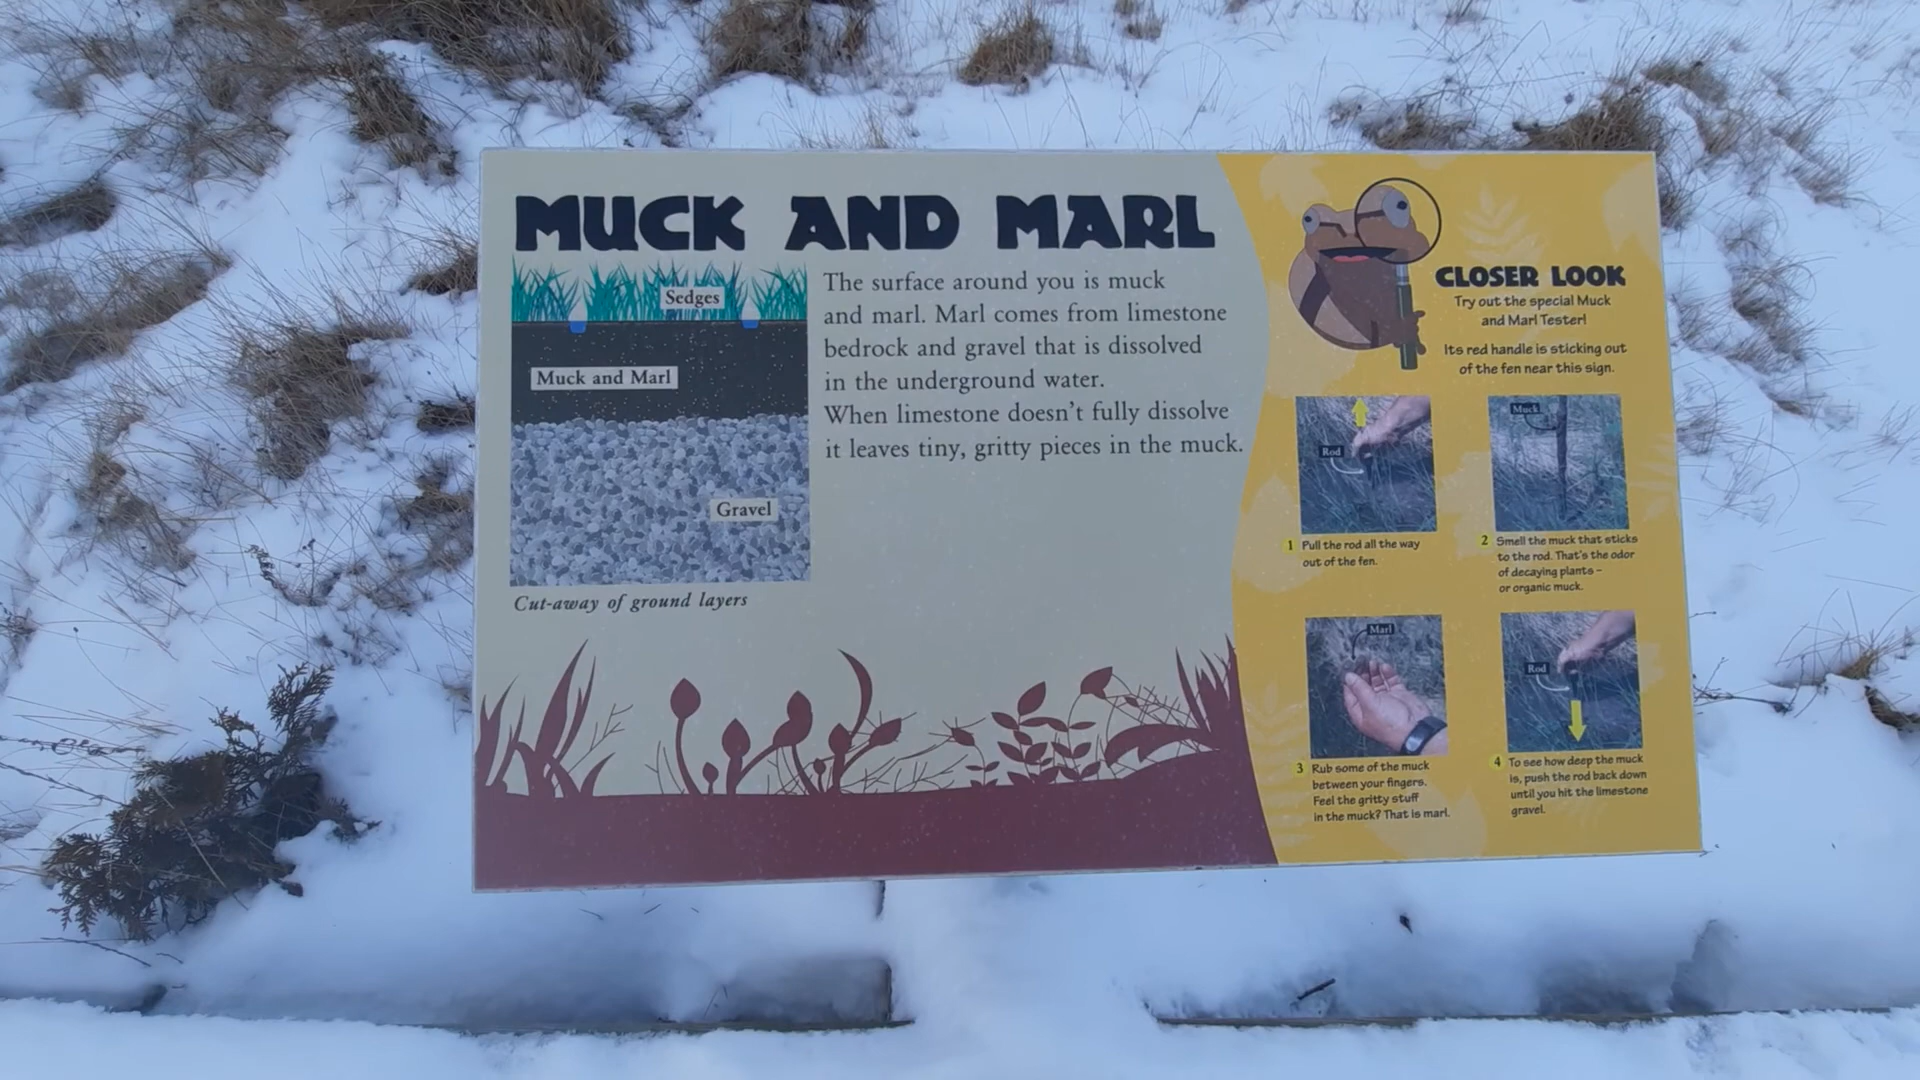 MUCK AND MARL
Sedges
Muck and Marl
Gravel
Cut-away of ground layers
The surface around you is muck
and marl. Marl comes from limestone
bedrock and gravel that is dissolved
in the underground water.
When limestone doesn't fully dissolve
it leaves tiny, gritty pieces in the muck.
CLOSER LOOK
Try out the special Muck
and Marl Tester!
Its red handle is sticking out
of the fen near this sign.
Rod
1 Pull the rod all the way
out of the fen.
Muck
2 Smell the muck that sticks
to the rod. That's the odor
of decaying plants –
or organic muck.
Marl
3 Rub some of the muck
between your fingers.
Feel the gritty stuff
in the muck? That is marl.
Rod
4 To see how deep the muck
is, push the rod back down
until you hit the limestone
gravel.